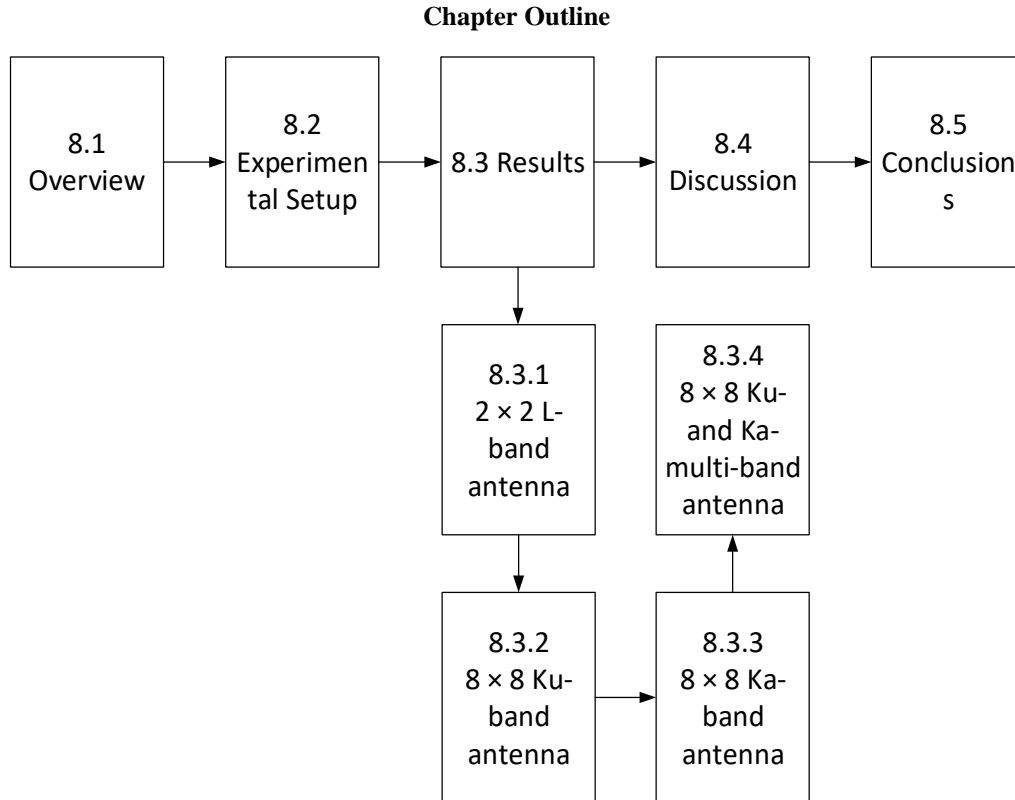 Chapter Outline
8.1
Overview
8.2
Experimen
tal Setup
8.3 Results
8.4
Discussion
8.5
Conclusion
s
8.3.1
2 × 2 L-
band
antenna
8.3.2
8 × 8 Ku-
band
antenna
8.3.3
8 × 8 Ka-
band
antenna
8.3.4
8 × 8 Ku-
and Ka-
multi-band
antenna